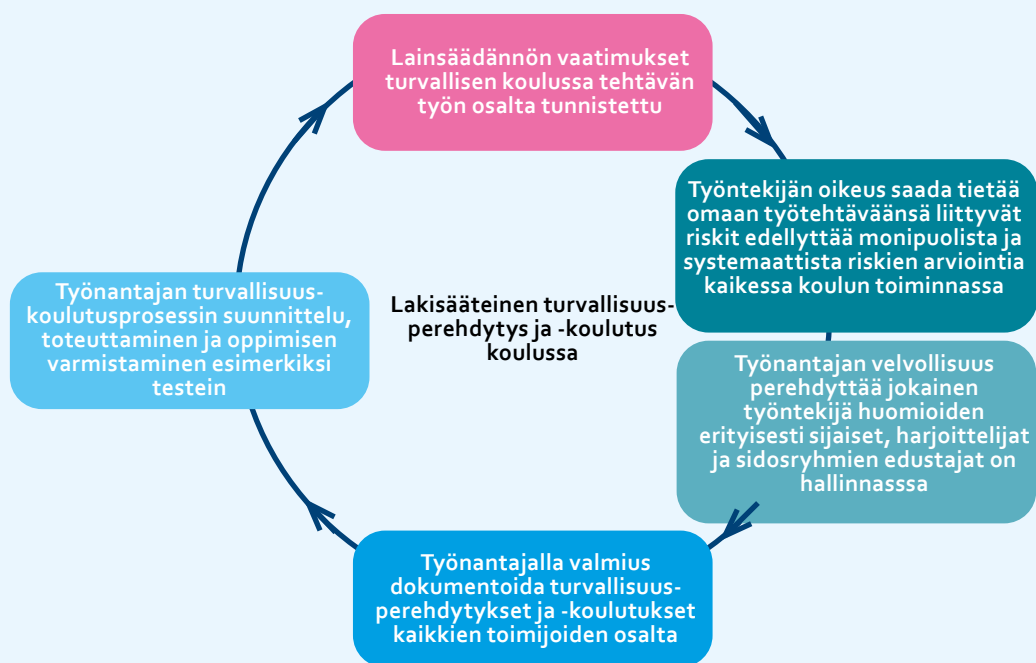 Lainsäädännön vaatimukset
turvallisen koulussa tehtävän
työn osalta tunnistettu
Työntekijän oikeus saada tietää
omaan työtehtäväänsä liittyvät
riskit edellyttää monipuolista ja
systemaattista riskien arviointia
kaikessa koulun toiminnassa
Työnantajan velvollisuus
perehdyttää jokainen
työntekijä huomioiden
erityisesti sijaiset, harjoittelijat
ja sidosryhmien edustajat on
hallinnasssa
Työnantajalla valmius
dokumentoida turvallisuus-
perehdytykset ja -koulutukset
kaikkien toimijoiden osalta
Työnantajan turvallisuus-
koulutusprosessin suunnittelu,
toteuttaminen ja oppimisen
varmistaminen esimerkiksi
testein
Lakisääteinen turvallisuus-
perehdytys ja -koulutus
koulussa